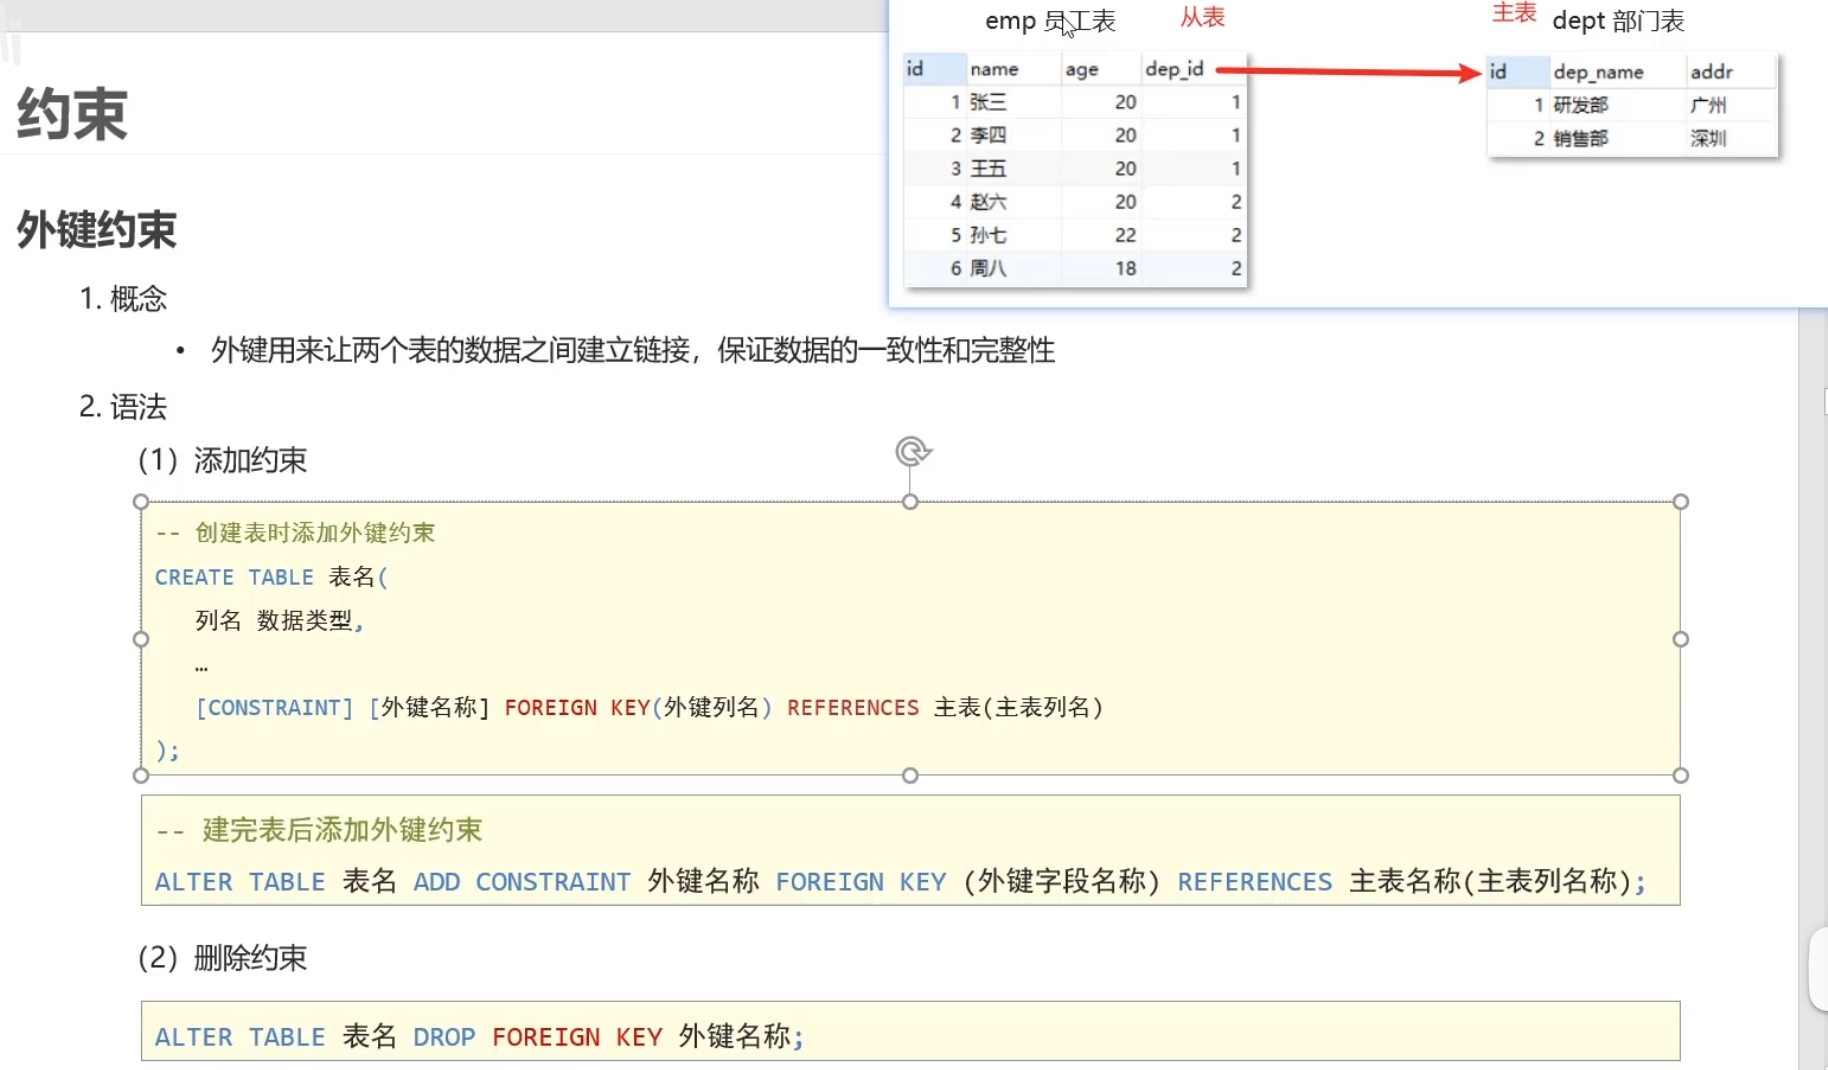 emp 员工表 从表 主表 dept 部门表
id name age dep_id
1 张三 20 1
2 李四 20 1
3 王五 20 1
4 赵六 20 2
5 孙七 22 2
6 周八 18 2
id dep_name addr
1 研发部 广州
2 销售部 深圳
约束
外键约束
1. 概念
• 外键用来让两个表的数据之间建立链接，保证数据的一致性和完整性
2. 语法
（1）添加约束
-- 创建表时添加外键约束
CREATE TABLE 表名(
列名 数据类型,
…
[CONSTRAINT] [外键名称] FOREIGN KEY(外键列名) REFERENCES 主表(主表列名)
);
-- 建完表后添加外键约束
ALTER TABLE 表名 ADD CONSTRAINT 外键名称 FOREIGN KEY (外键字段名称) REFERENCES 主表名称(主表列名称);
（2）删除约束
ALTER TABLE 表名 DROP FOREIGN KEY 外键名称;